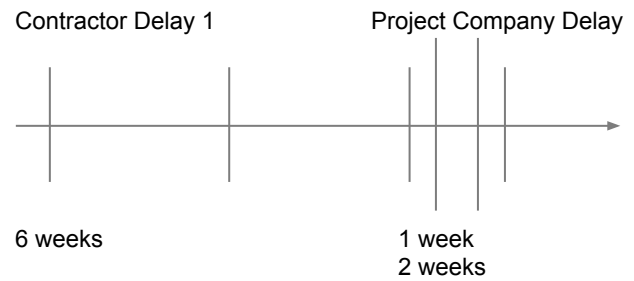 Contractor Delay 1
Project Company Delay
6 weeks
1 week
2 weeks